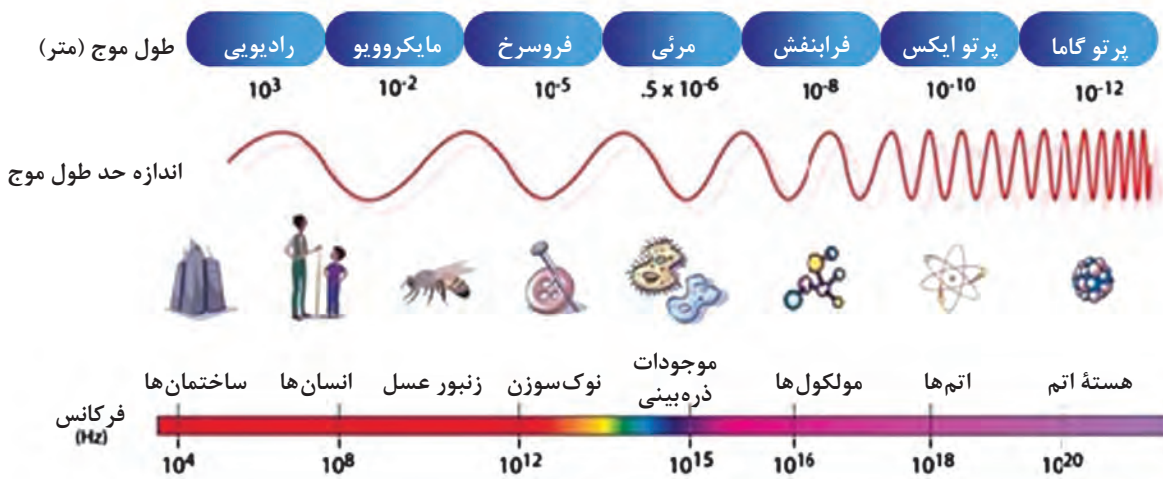 طول موج (متر)
رادیویی مایکروویو فروسرخ مرئی فرابنفش پرتو ایکس پرتو گاما
10³ 10⁻² 10⁻⁵ .5 x 10⁻⁶ 10⁻⁸ 10⁻¹⁰ 10⁻¹²
اندازه حد طول موج
ساختمان‌ها انسان‌ها زنبور عسل نوک‌سوزن موجودات ذره‌بینی مولکول‌ها اتم‌ها هستهٔ اتم
فرکانس
(Hz)
10⁴ 10⁸ 10¹² 10¹⁵ 10¹⁶ 10¹⁸ 10²⁰